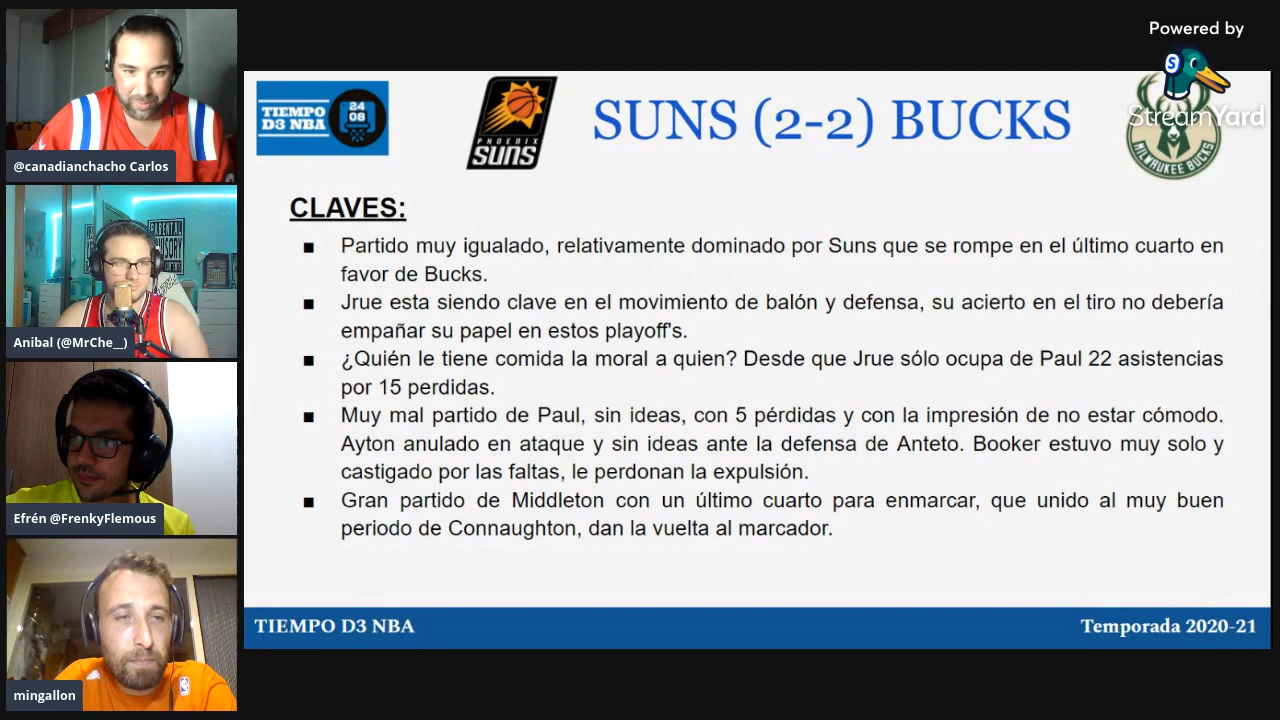 Powered by
StreamYard
TIEMPO
D3 NBA
24
08
PHOENIX
SUNS
SUNS (2-2) BUCKS
MILWAUKEE BUCKS
CLAVES:
Partido muy igualado, relativamente dominado por Suns que se rompe en el último cuarto en
favor de Bucks.
Jrue esta siendo clave en el movimiento de balón y defensa, su acierto en el tiro no debería
empañar su papel en estos playoff's.
¿Quién le tiene comida la moral a quien? Desde que Jrue sólo ocupa de Paul 22 asistencias
por 15 perdidas.
Muy mal partido de Paul, sin ideas, con 5 pérdidas y con la impresión de no estar cómodo.
Ayton anulado en ataque y sin ideas ante la defensa de Anteto. Booker estuvo muy solo y
castigado por las faltas, le perdonan la expulsión.
Gran partido de Middleton con un último cuarto para enmarcar, que unido al muy buen
periodo de Connaughton, dan la vuelta al marcador.
TIEMPO D3 NBA
Temporada 2020-21
@canadianchacho Carlos
PARENTAL
ADVISORY
Anibal (@MrChe__)
Efrén @FrenkyFlemous
mingallon